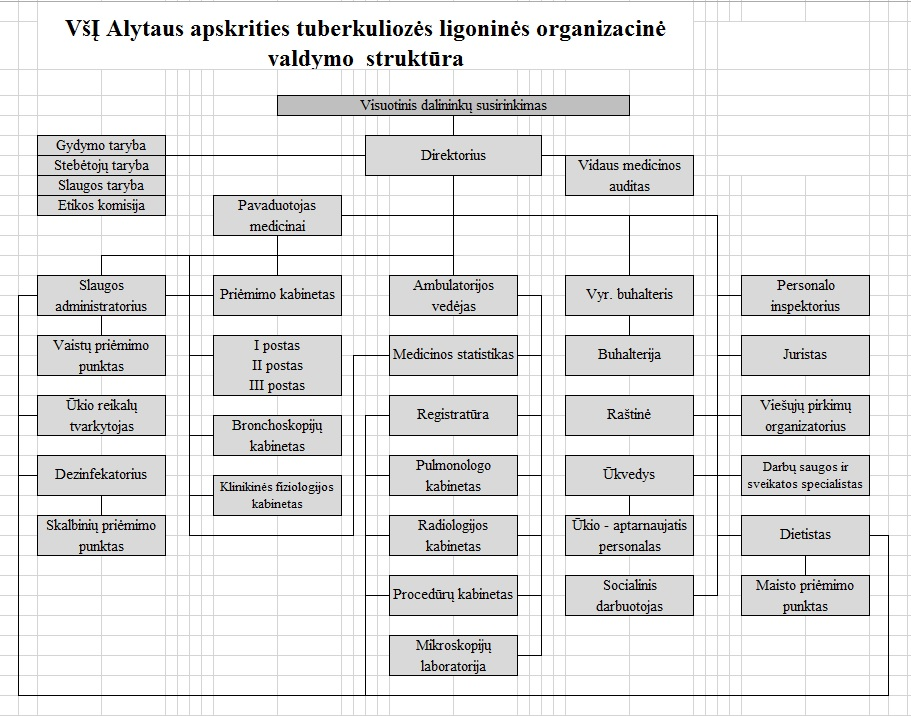 VšĮ Alytaus apskrities tuberkuliozės ligoninės organizacinė
valdymo struktūra
Visuotinis dalininkų susirinkimas
Gydymo taryba
Stebėtojų taryba
Slaugos taryba
Etikos komisija
Direktorius
Vidaus medicinos
auditas
Pavaduotojas
medicinai
Slaugos
administratorius
Priėmimo kabinetas
Ambulatorijos
vedėjas
Vyr. buhalteris
Personalo
inspektorius
Vaistų priėmimo
punktas
I postas
II postas
III postas
Medicinos statistikas
Buhalterija
Juristas
Ūkio reikalų
tvarkytojas
Bronchoskopijų
kabinetas
Registratūra
Raštinė
Viešųjų pirkimų
organizatorius
Dezinfekatorius
Klinikinės fiziologijos
kabinetas
Pulmonologo
kabinetas
Ūkvedys
Darbų saugos ir
sveikatos specialistas
Skalbinių priėmimo
punktas
Radiologijos
kabinetas
Ūkio - aptarnaujatis
personalas
Dietistas
Procedūrų kabinetas
Socialinis
darbuotojas
Maisto priėmimo
punktas
Mikroskopijų
laboratorija